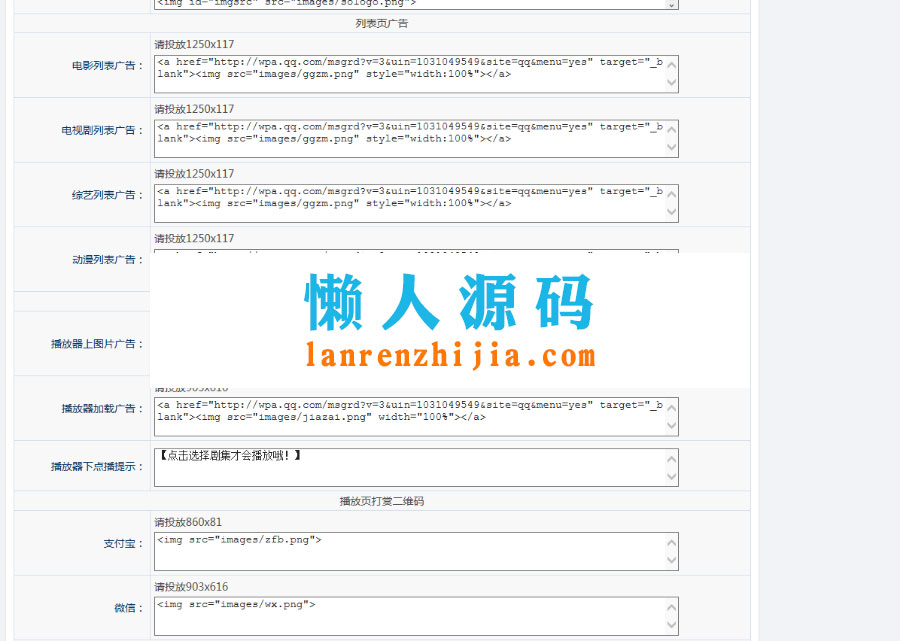 <img id="imgsrc" src="images/sologo.png">
列表页广告
请投放1250x117
电影列表广告：
<a href="http://wpa.qq.com/msgrd?v=3&uin=1031049549&site=qq&menu=yes" target="_b
lank"><img src="images/ggzm.png" style="width:100%"></a>
请投放1250x117
电视剧列表广告：
<a href="http://wpa.qq.com/msgrd?v=3&uin=1031049549&site=qq&menu=yes" target="_b
lank"><img src="images/ggzm.png" style="width:100%"></a>
请投放1250x117
综艺列表广告：
<a href="http://wpa.qq.com/msgrd?v=3&uin=1031049549&site=qq&menu=yes" target="_b
lank"><img src="images/ggzm.png" style="width:100%"></a>
请投放1250x117
动漫列表广告：
懒人源码
lanrenzhijia.com
播放器上图片广告：
播放器加载广告：
<a href="http://wpa.qq.com/msgrd?v=3&uin=1031049549&site=qq&menu=yes" target="_b
lank"><img src="images/jiazai.png" width="100%"></a>
播放器下点播提示：
【点击选择剧集才会播放哦！】
播放页打赏二维码
请投放860x81
支付宝：
<img src="images/zfb.png">
请投放903x616
微信：
<img src="images/wx.png">